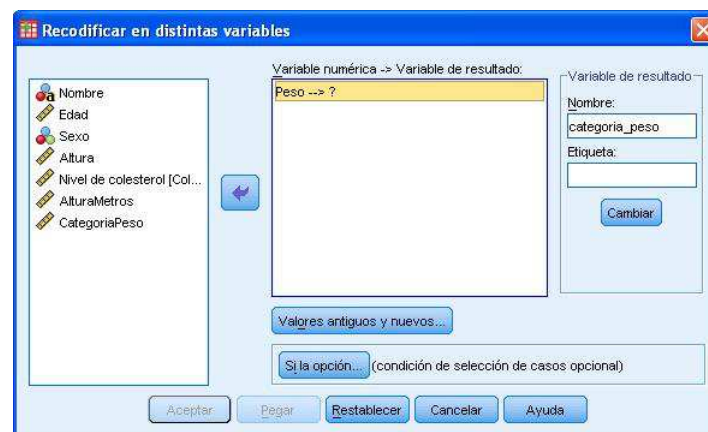 Recodificar en distintas variables
Nombre
Edad
Sexo
Altura
Nivel de colesterol [Col...
AlturaMetros
CategoriaPeso
Variable numérica -> Variable de resultado:
Peso --> ?
Variable de resultado
Nombre:
categoria_peso
Etiqueta:
Cambiar
Valores antiguos y nuevos...
Si la opción... (condición de selección de casos opcional)
Aceptar Pegar Restablecer Cancelar Ayuda